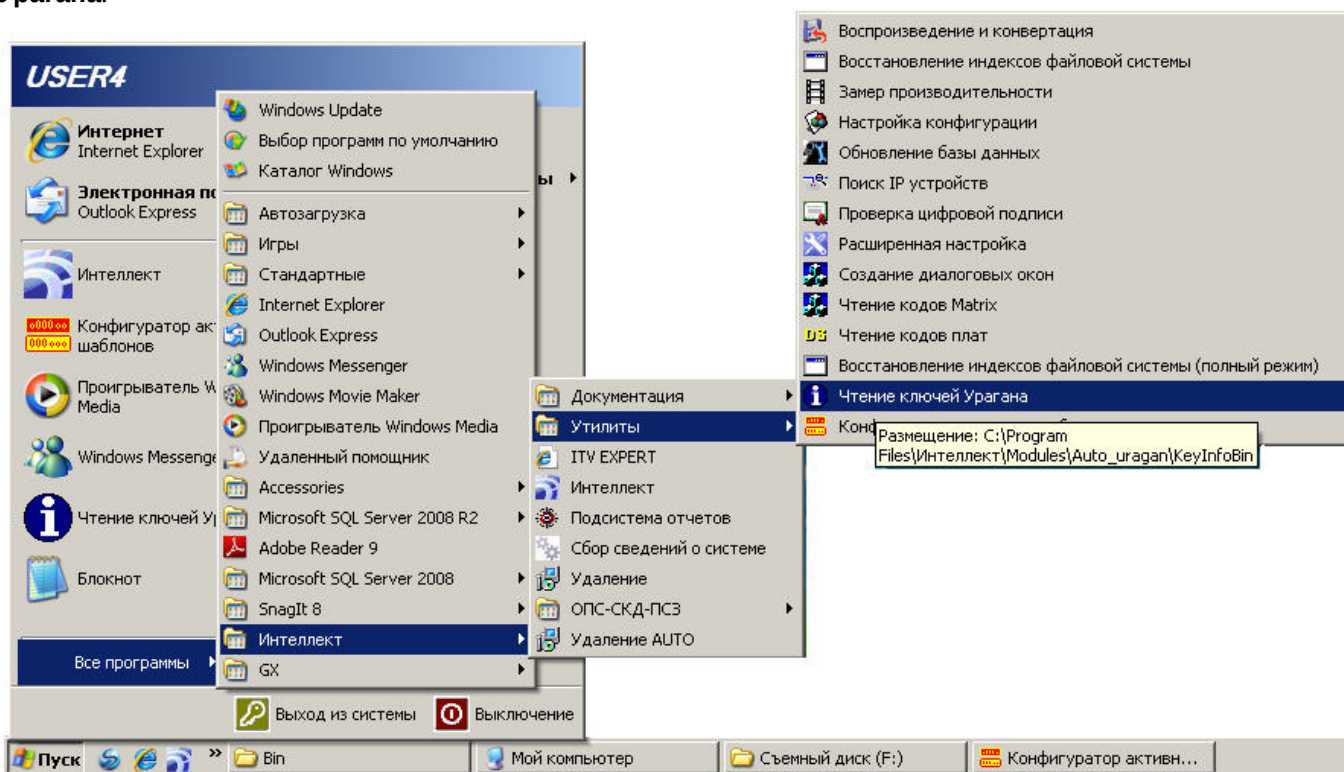 USER4
Интернет
Internet Explorer
Электронная по
Outlook Express
Интеллект
Конфигуратор ак
шаблонов
Проигрыватель W
Media
Windows Messenge
Чтение ключей У
Блокнот
Все программы
Windows Update
Выбор программ по умолчанию
Каталог Windows
Автозагрузка
Игры
Стандартные
Internet Explorer
Outlook Express
Windows Messenger
Windows Movie Maker
Проигрыватель Windows Media
Удаленный помощник
Accessories
Microsoft SQL Server 2008 R2
Adobe Reader 9
Microsoft SQL Server 2008
SnagIt 8
Интеллект
GX
ы
Документация
Утилиты
ITV EXPERT
Интеллект
Подсистема отчетов
Сбор сведений о системе
Удаление
ОПС-СКД-ПСЗ
Удаление AUTO
Воспроизведение и конвертация
Восстановление индексов файловой системы
Замер производительности
Настройка конфигурации
Обновление базы данных
Поиск IP устройств
Проверка цифровой подписи
Расширенная настройка
Создание диалоговых окон
Чтение кодов Matrix
Чтение кодов плат
Восстановление индексов файловой системы (полный режим)
Чтение ключей Урагана
Конф
Размещение: C:\Program
Files\Интеллект\Modules\Auto_uragan\KeyInfoBin
Выход из системы
Выключение
Пуск
»
Bin
Мой компьютер
Съемный диск (F:)
Конфигуратор активн...